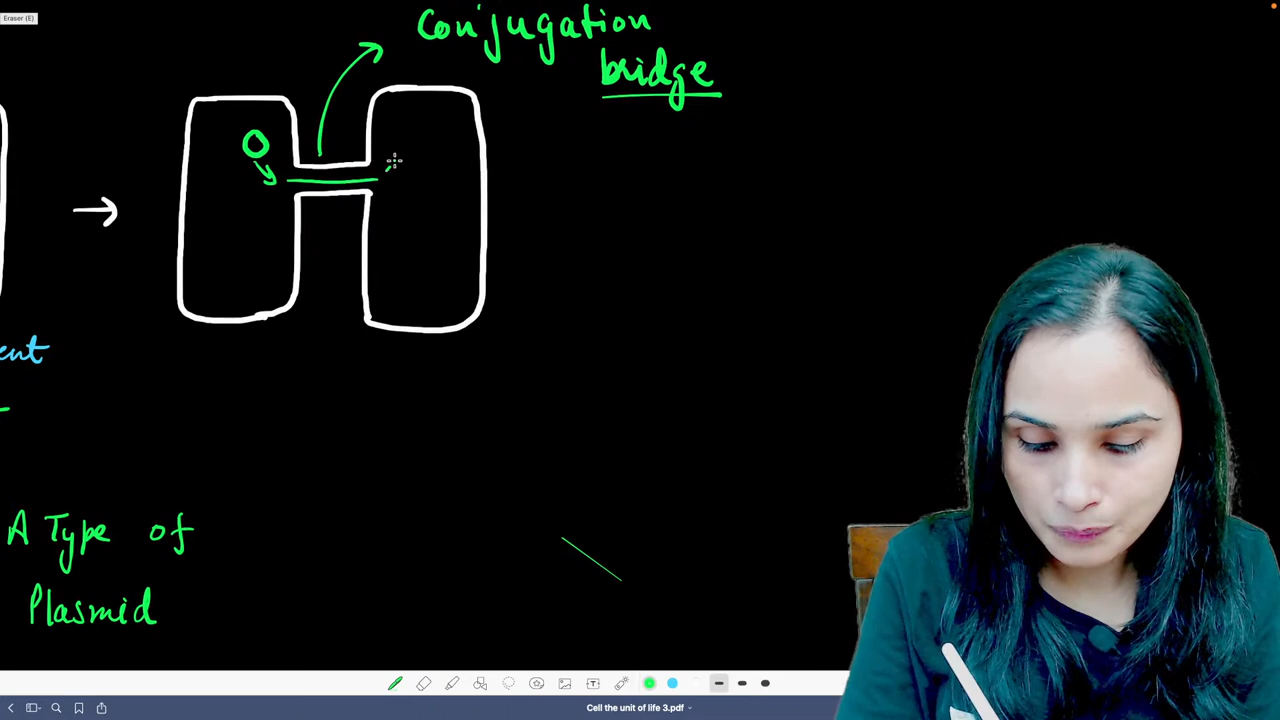 Eraser (E)
Conjugation
bridge
ent
A Type of
Plasmid
Cell the unit of life 3.pdf